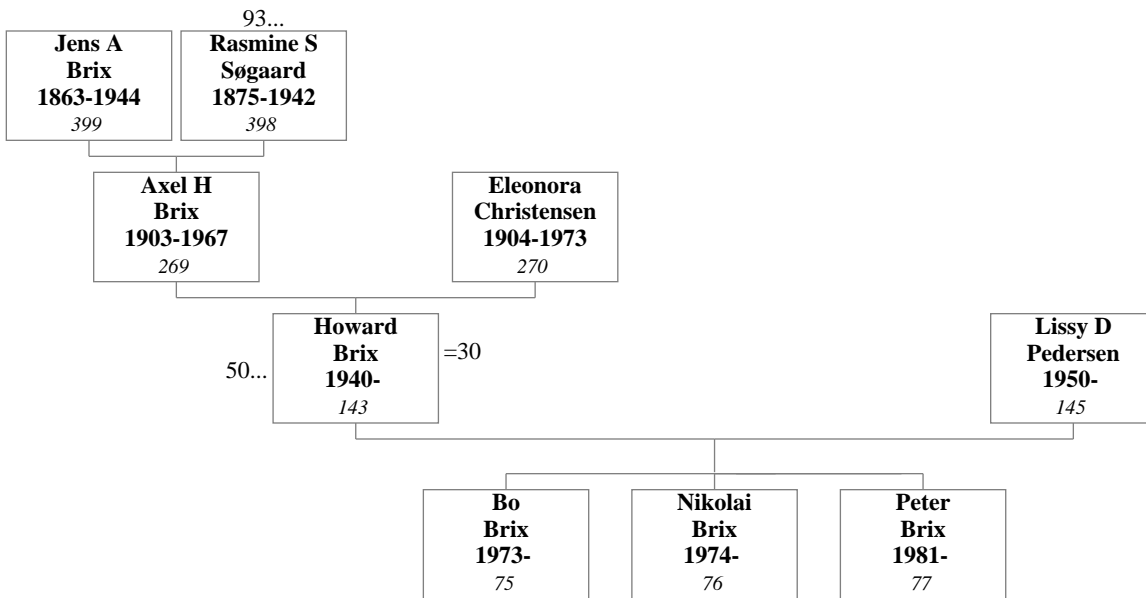 93...
Jens A
Brix
1863-1944
399
Rasmine S
Søgaard
1875-1942
398
Axel H
Brix
1903-1967
269
Eleonora
Christensen
1904-1973
270
50...
Howard
Brix
1940-
143
=30
Lissy D
Pedersen
1950-
145
Bo
Brix
1973-
75
Nikolai
Brix
1974-
76
Peter
Brix
1981-
77